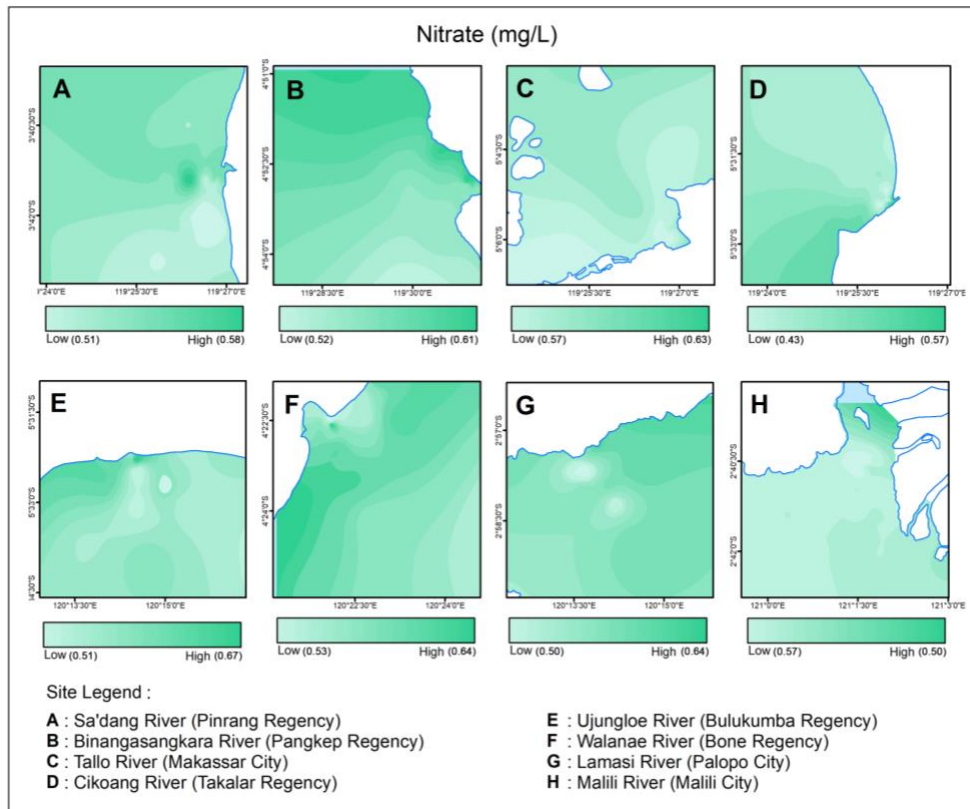 Nitrate (mg/L)
A
3°40'30"S
3°42'0"S
°24'0"E 119°25'30"E 119°27'0"E
Low (0.51) High (0.58)
B
4°51'0"S
4°52'30"S
4°54'0"S
119°28'30"E 119°30'0"E
Low (0.52) High (0.61)
C
5°4'30"S
5°6'0"S
119°25'30"E 119°27'0"E
Low (0.57) High (0.63)
D
5°31'30"S
5°33'0"S
119°24'0"E 119°25'30"E 119°27'0"E
Low (0.43) High (0.57)
E
5°31'30"S
5°33'0"S
34'30"S
120°13'30"E 120°15'0"E
Low (0.51) High (0.67)
F
4°22'30"S
4°24'0"S
120°22'30"E 120°24'0"E
Low (0.53) High (0.64)
G
2°57'0"S
2°58'30"S
120°13'30"E 120°15'0"E
Low (0.50) High (0.64)
H
2°40'30"S
2°42'0"S
121°0'0"E 121°1'30"E 121°3'0"E
Low (0.57) High (0.50)
Site Legend :
A : Sa'dang River (Pinrang Regency)
B : Binangasangkara River (Pangkep Regency)
C : Tallo River (Makassar City)
D : Cikoang River (Takalar Regency)
E : Ujungloe River (Bulukumba Regency)
F : Walanae River (Bone Regency)
G : Lamasi River (Palopo City)
H : Malili River (Malili City)